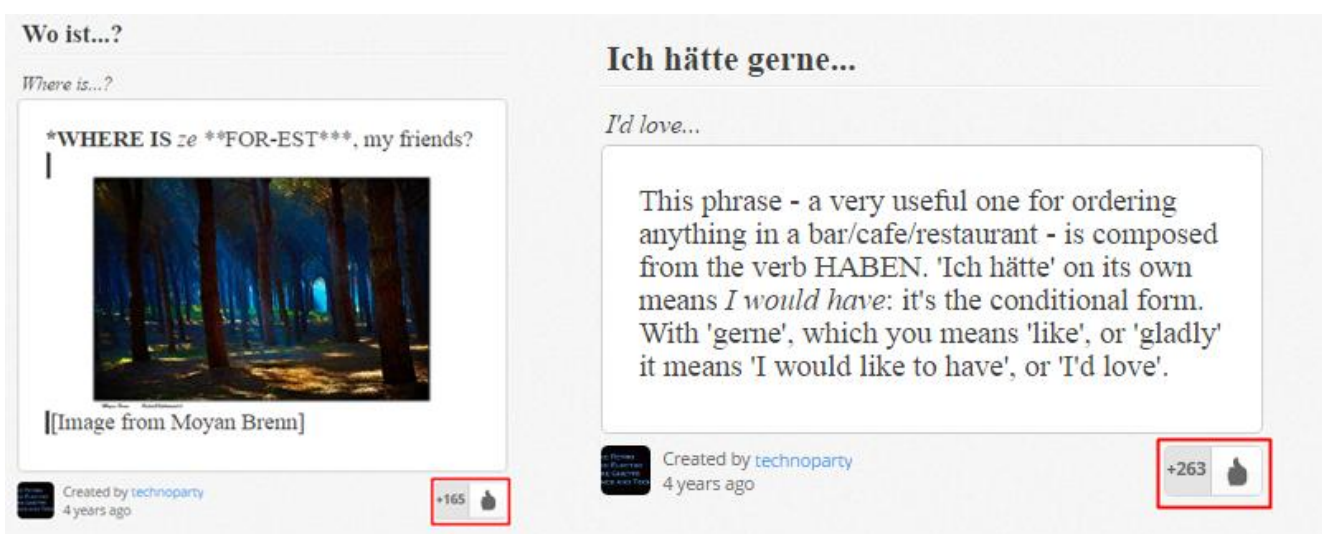 Wo ist...?
Where is...?
*WHERE IS ze **FOR-EST***, my friends?
[Image from Moyan Brenn]
Created by technoparty
4 years ago
+165
Ich hätte gerne...
I'd love...
This phrase - a very useful one for ordering
anything in a bar/cafe/restaurant - is composed
from the verb HABEN. 'Ich hätte' on its own
means I would have: it's the conditional form.
With 'gerne', which you means 'like', or 'gladly'
it means 'I would like to have', or 'I'd love'.
Created by technoparty
4 years ago
+263